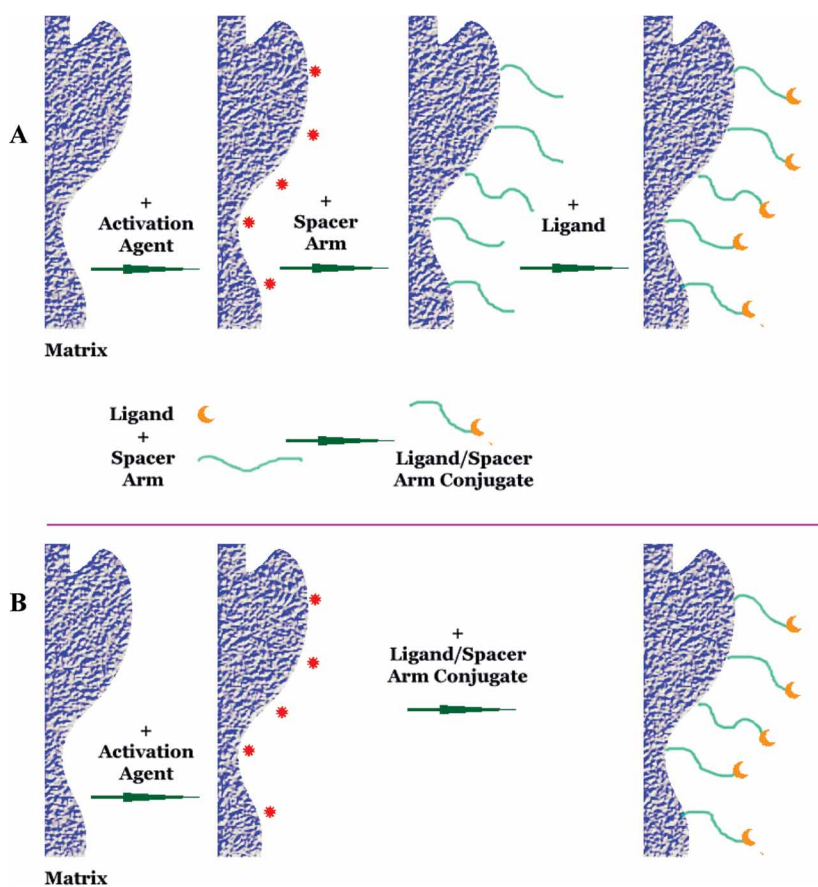 A
+
Activation
Agent
+
Spacer
Arm
+
Ligand
Matrix
Ligand
+
Spacer
Arm
Ligand/Spacer
Arm Conjugate
B
+
Activation
Agent
+
Ligand/Spacer
Arm Conjugate
Matrix